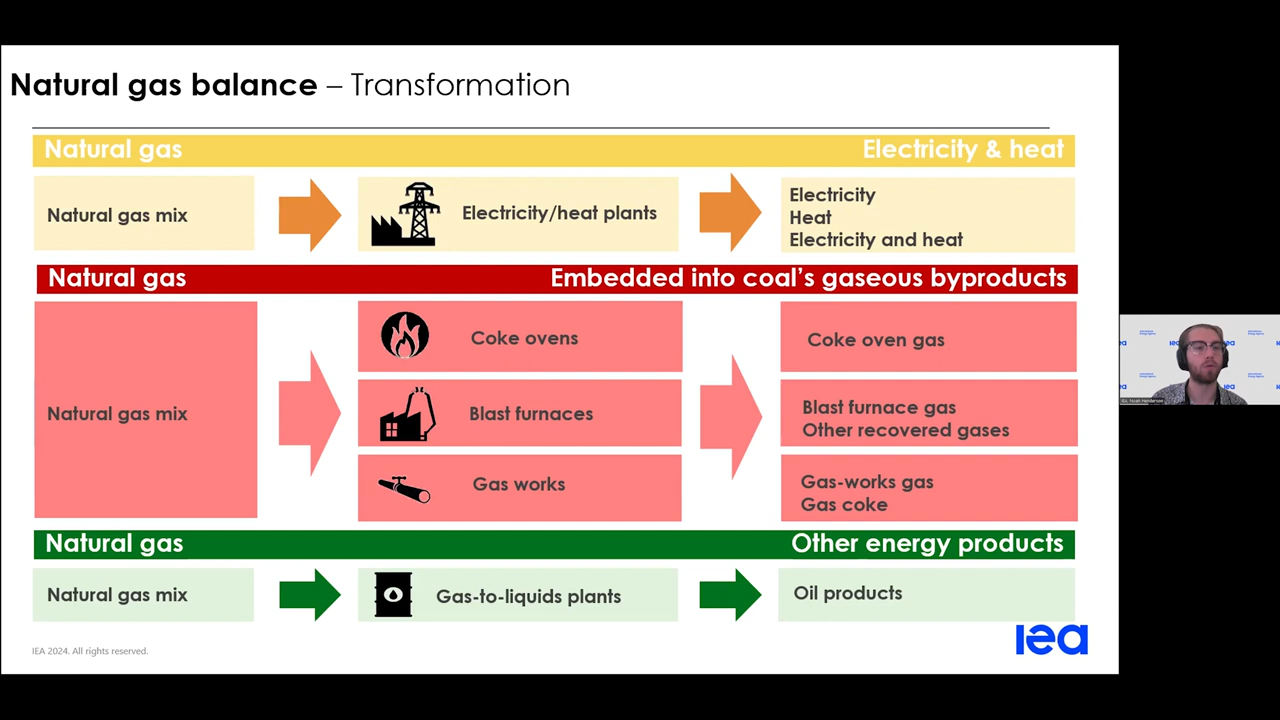 Natural gas balance – Transformation
Natural gas
Electricity & heat
Natural gas mix
Electricity/heat plants
Electricity
Heat
Electricity and heat
Natural gas
Embedded into coal's gaseous byproducts
Natural gas mix
Coke ovens
Coke oven gas
Blast furnaces
Blast furnace gas
Other recovered gases
Gas works
Gas-works gas
Gas coke
Natural gas
Other energy products
Natural gas mix
Gas-to-liquids plants
Oil products
IEA 2024. All rights reserved.
iea
iea